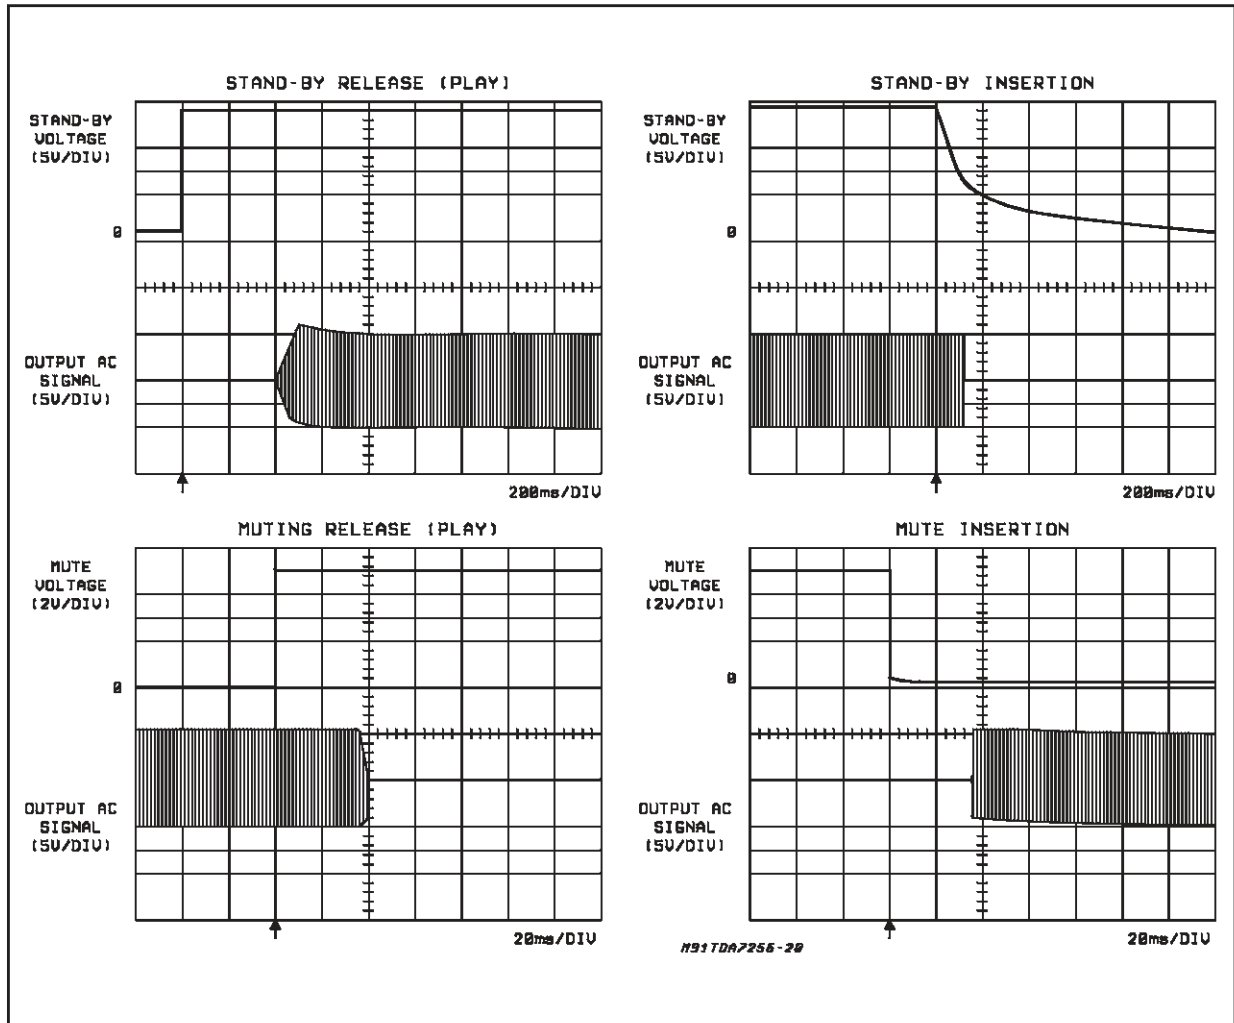 STAND-BY RELEASE (PLAY)
STAND-BY
VOLTAGE
(5V/DIV)
0
OUTPUT AC
SIGNAL
(5V/DIV)
200ms/DIV
STAND-BY INSERTION
STAND-BY
VOLTAGE
(5V/DIV)
0
OUTPUT AC
SIGNAL
(5V/DIV)
200ms/DIV
MUTING RELEASE (PLAY)
MUTE
VOLTAGE
(2V/DIV)
0
OUTPUT AC
SIGNAL
(5V/DIV)
20ms/DIV
MUTE INSERTION
MUTE
VOLTAGE
(2V/DIV)
0
OUTPUT AC
SIGNAL
(5V/DIV)
20ms/DIV
M91TDA7256-20